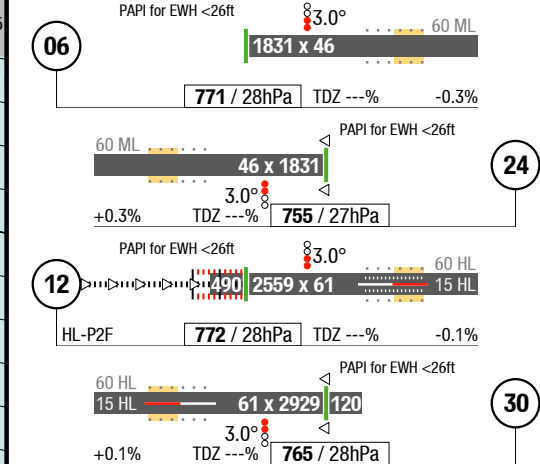 PAPI for EWH <26ft
3.0°
60 ML
06
1831 x 46
771 / 28hPa TDZ ---% -0.3%
PAPI for EWH <26ft
60 ML
46 x 1831
24
3.0°
+0.3% TDZ ---% 755 / 27hPa
PAPI for EWH <26ft
3.0°
60 HL
12
490 2559 x 61
15 HL
HL-P2F 772 / 28hPa TDZ ---% -0.1%
PAPI for EWH <26ft
60 HL
15 HL 61 x 2929 120
30
3.0°
+0.1% TDZ ---% 765 / 28hPa